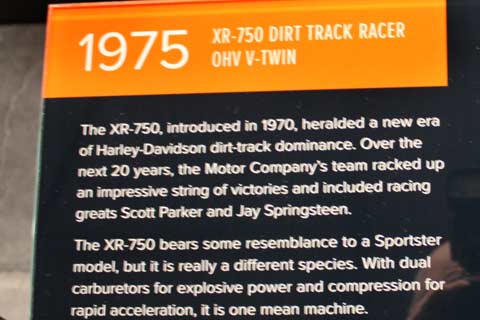 1975 XR-750 DIRT TRACK RACER
OHV V-TWIN
The XR-750, introduced in 1970, heralded a new era
of Harley-Davidson dirt-track dominance. Over the
next 20 years, the Motor Company's team racked up
an impressive string of victories and included racing
greats Scott Parker and Jay Springsteen.
The XR-750 bears some resemblance to a Sportster
model, but it is really a different species. With dual
carburetors for explosive power and compression for
rapid acceleration, it is one mean machine.